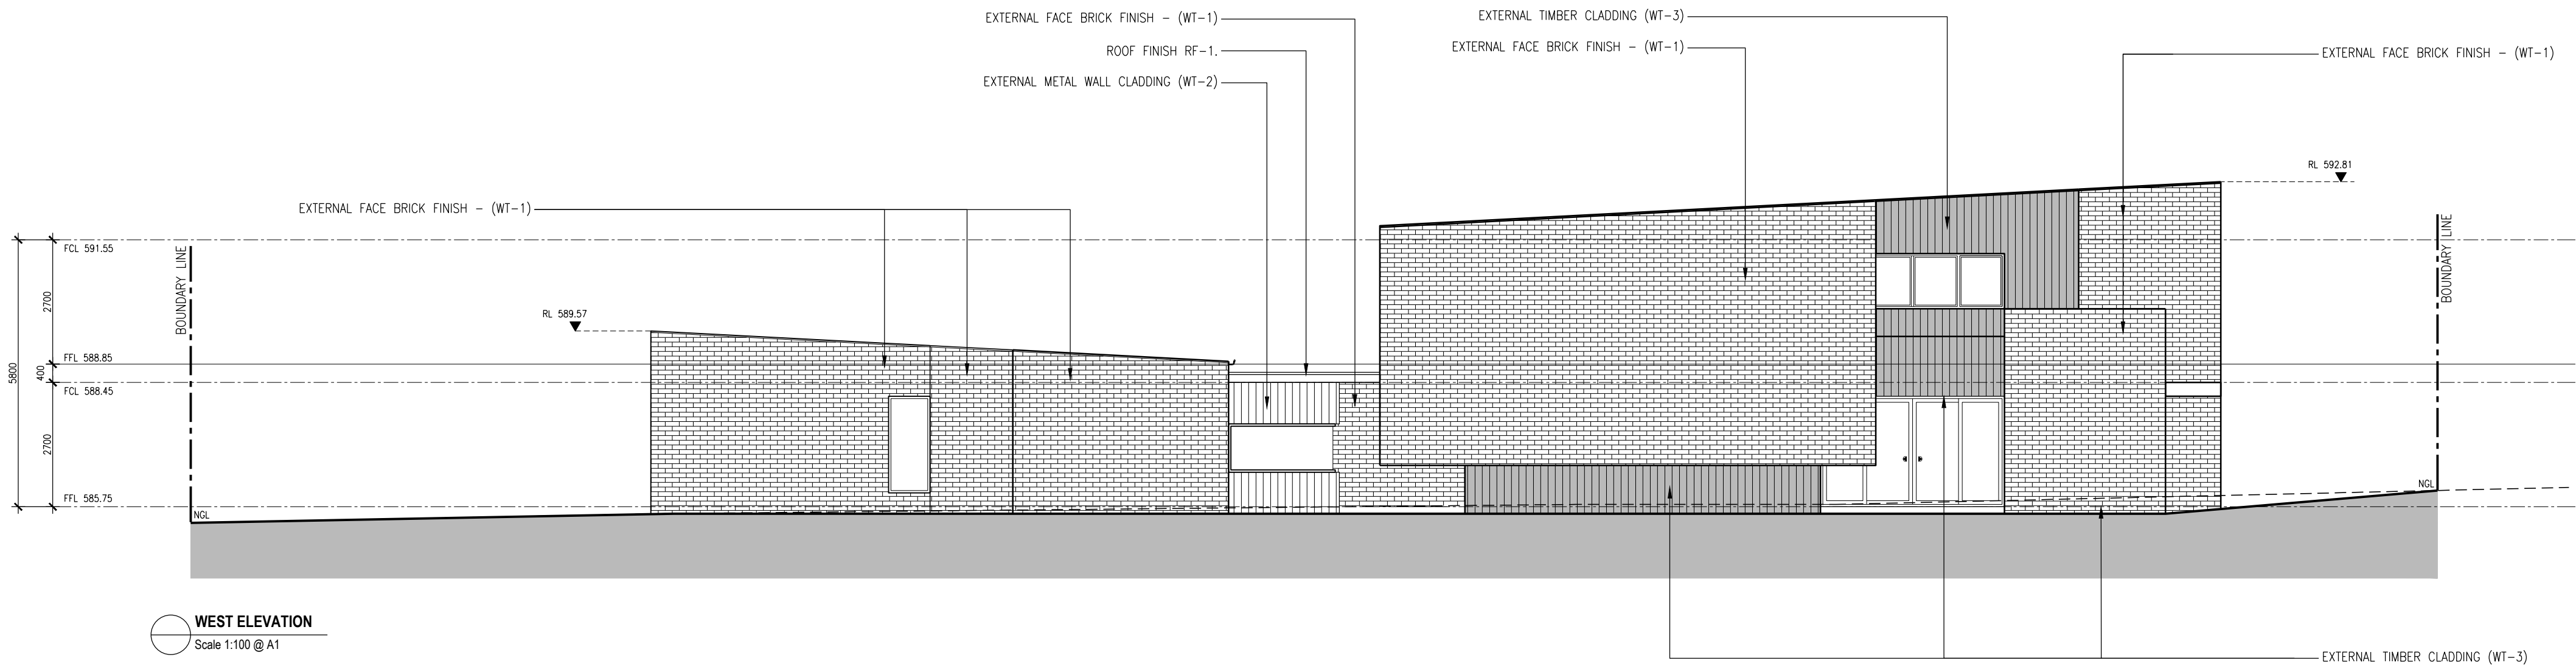 EXTERNAL FACE BRICK FINISH - (WT-1)
ROOF FINISH RF-1.
EXTERNAL METAL WALL CLADDING (WT-2)
EXTERNAL TIMBER CLADDING (WT-3)
EXTERNAL FACE BRICK FINISH - (WT-1)
EXTERNAL FACE BRICK FINISH - (WT-1)
RL 592.81
EXTERNAL FACE BRICK FINISH - (WT-1)
FCL 591.55
BOUNDARY LINE
BOUNDARY LINE
2700
RL 589.57
FFL 588.85
5800
400
FCL 588.45
2700
FFL 585.75
NGL
NGL
WEST ELEVATION
Scale 1:100 @ A1
EXTERNAL TIMBER CLADDING (WT-3)